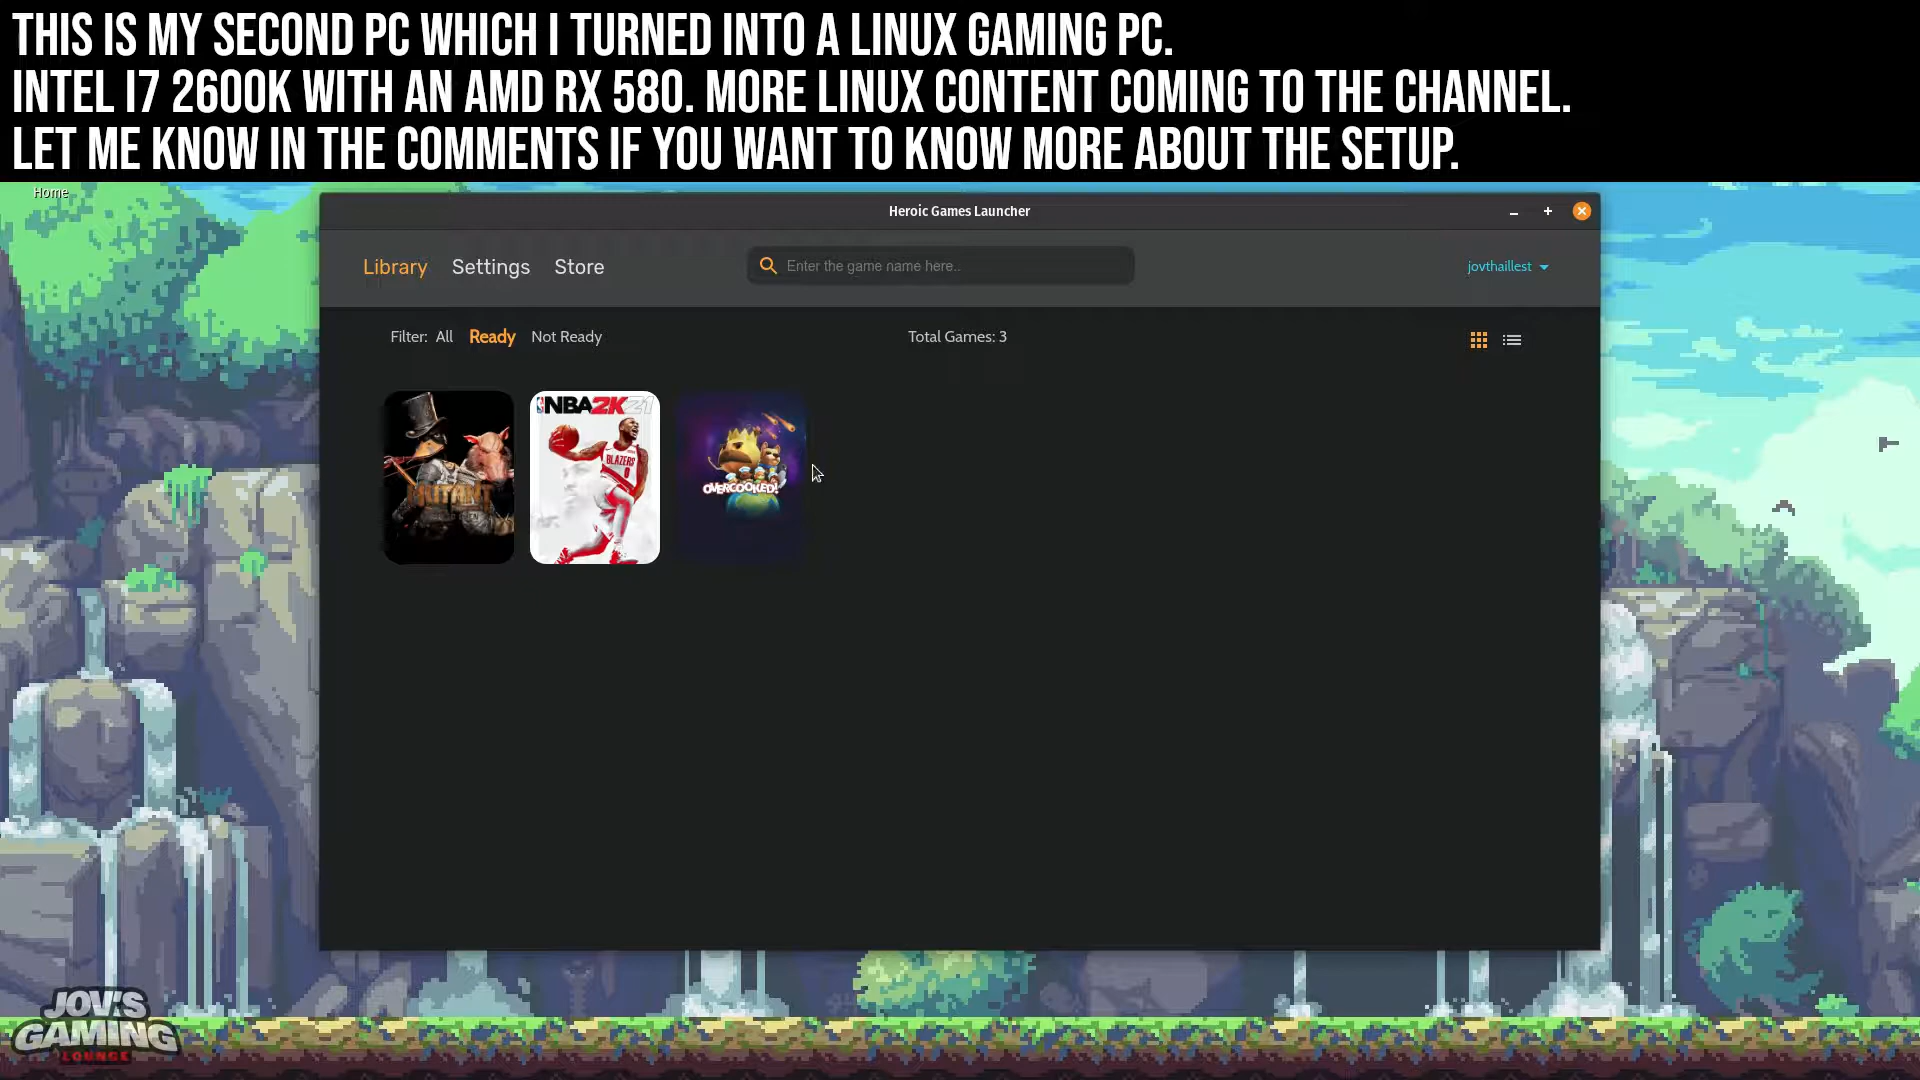 THIS IS MY SECOND PC WHICH I TURNED INTO A LINUX GAMING PC.
INTEL I7 2600K WITH AN AMD RX 580. MORE LINUX CONTENT COMING TO THE CHANNEL.
LET ME KNOW IN THE COMMENTS IF YOU WANT TO KNOW MORE ABOUT THE SETUP.
Home
Heroic Games Launcher
Library Settings Store
Enter the game name here..
jovthaillest
Filter: All Ready Not Ready
Total Games: 3
MUTANT
NBA2K21
BLAZERS
OVERCOOKED!
JOV'S
GAMING
LOUNGE